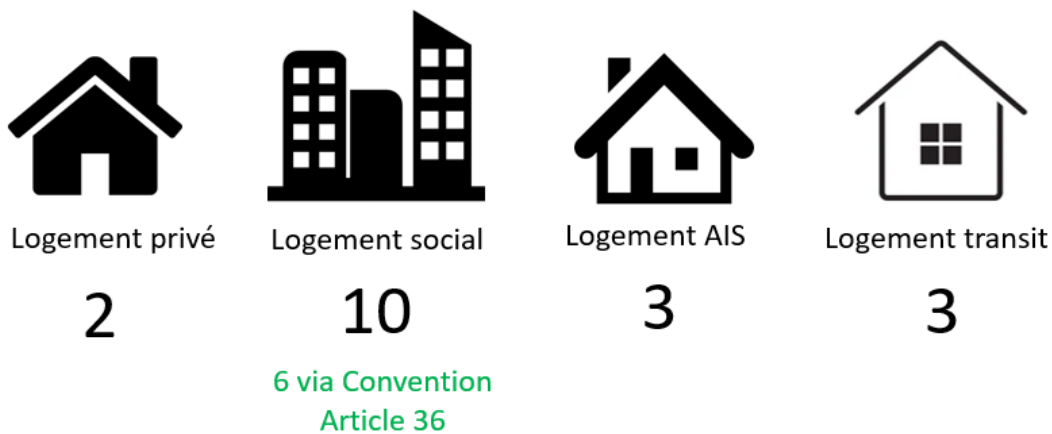 Logement privé
Logement social
Logement AIS
Logement transit
2
10
3
3
6 via Convention
Article 36